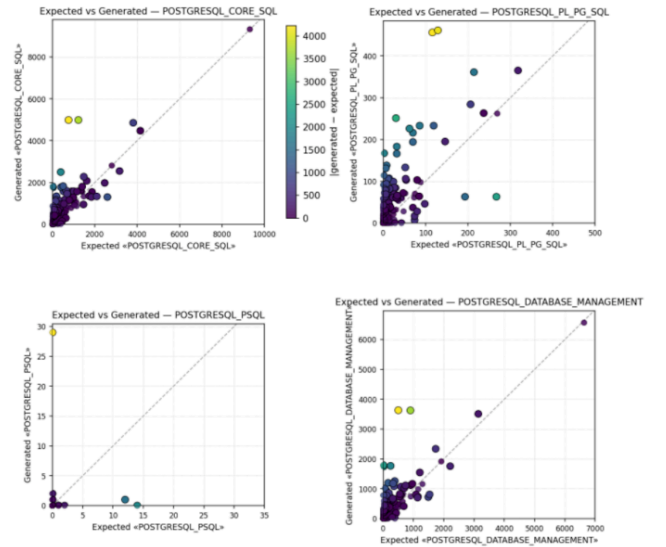 Expected vs Generated — POSTGRESQL_CORE_SQL
Generated «POSTGRESQL_CORE_SQL»
8000
6000
4000
2000
0
0 2000 4000 6000 8000 10000
Expected «POSTGRESQL_CORE_SQL»
4000
3500
3000
2500
2000
1500
1000
500
0
|generated − expected|
Expected vs Generated — POSTGRESQL_PL_PG_SQL
Generated «POSTGRESQL_PL_PG_SQL»
400
300
200
100
0
0 100 200 300 400 500
Expected «POSTGRESQL_PL_PG_SQL»
Expected vs Generated — POSTGRESQL_PSQL
Generated «POSTGRESQL_PSQL»
30
25
20
15
10
5
0
0 5 10 15 20 25 30 35
Expected «POSTGRESQL_PSQL»
Expected vs Generated — POSTGRESQL_DATABASE_MANAGEMENT
Generated «POSTGRESQL_DATABASE_MANAGEMENT»
6000
5000
4000
3000
2000
1000
0
0 1000 2000 3000 4000 5000 6000 7000
Expected «POSTGRESQL_DATABASE_MANAGEMENT»